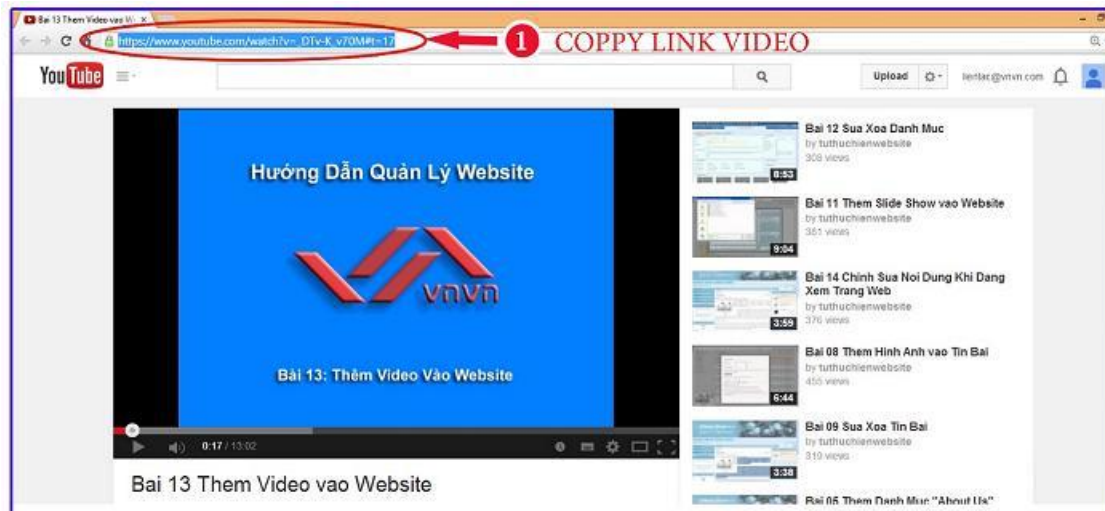 Bai 13 Them Video vao W
https://www.youtube.com/watch?v=_DTv-K_v70M#t=17
1 COPPY LINK VIDEO
YouTube
Upload
lienlac@vnvn.com
Hướng Dẫn Quản Lý Website
vnvn
Bài 13: Thêm Video Vào Website
0:17 / 13:02
Bai 13 Them Video vao Website
Bai 12 Sua Xoa Danh Muc
by tuthuchienwebsite
308 views
8:53
Bai 11 Them Slide Show vao Website
by tuthuchienwebsite
351 views
9:04
Bai 14 Chinh Sua Noi Dung Khi Dang
Xem Trang Web
by tuthuchienwebsite
376 views
3:59
Bai 08 Them Hinh Anh vao Tin Bai
by tuthuchienwebsite
455 views
6:44
Bai 09 Sua Xoa Tin Bai
by tuthuchienwebsite
310 views
3:38
Bai 05 Them Danh Muc "About Us"